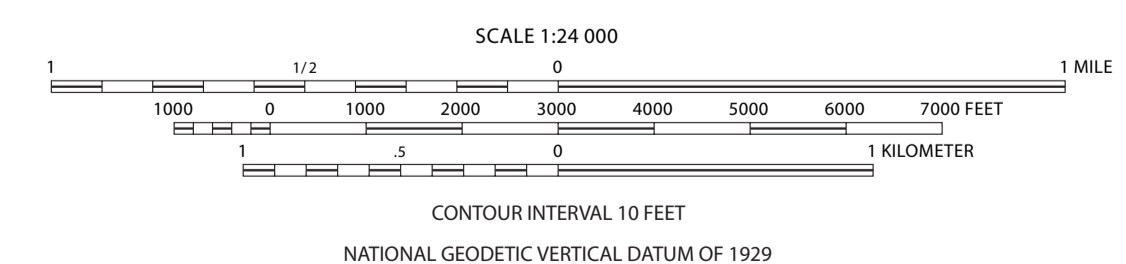 SCALE 1:24 000
1 1/2 0 1 MILE
1000 0 1000 2000 3000 4000 5000 6000 7000 FEET
1 .5 0 1 KILOMETER
CONTOUR INTERVAL 10 FEET
NATIONAL GEODETIC VERTICAL DATUM OF 1929